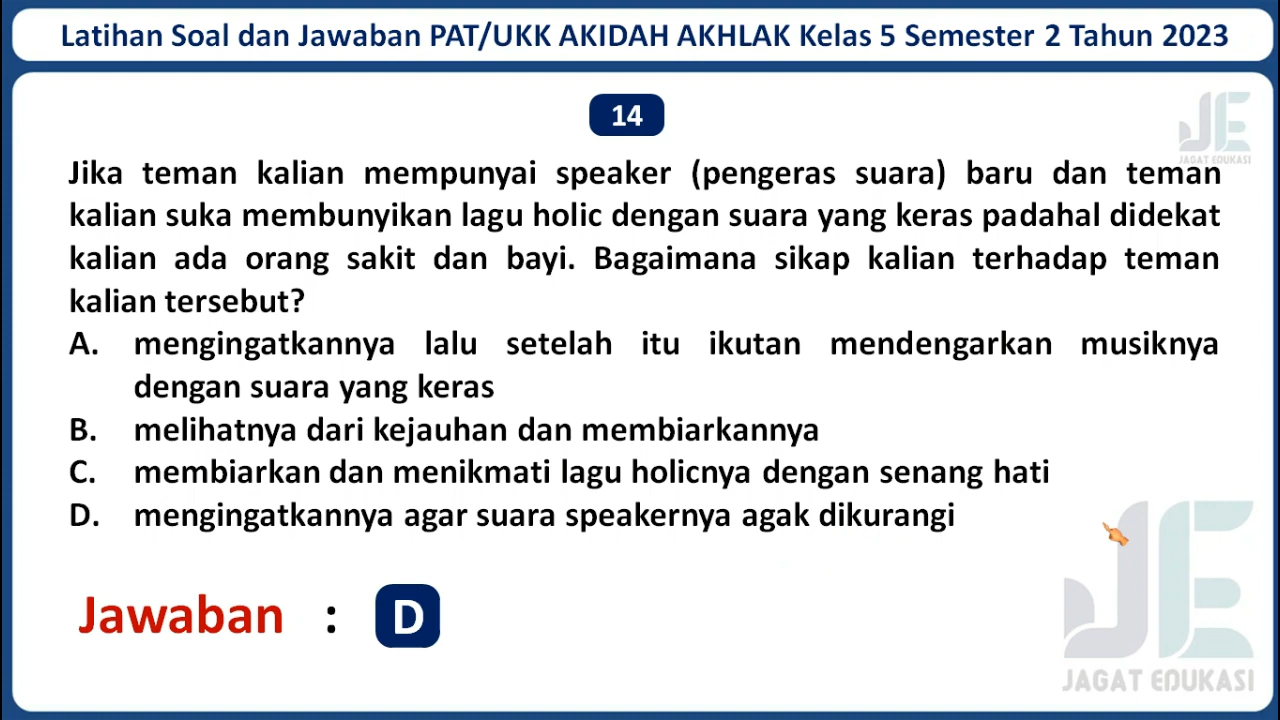 Latihan Soal dan Jawaban PAT/UKK AKIDAH AKHLAK Kelas 5 Semester 2 Tahun 2023
14
JE
JAGAT EDUKASI
Jika teman kalian mempunyai speaker (pengeras suara) baru dan teman
kalian suka membunyikan lagu holic dengan suara yang keras padahal didekat
kalian ada orang sakit dan bayi. Bagaimana sikap kalian terhadap teman
kalian tersebut?
A. mengingatkannya lalu setelah itu ikutan mendengarkan musiknya
dengan suara yang keras
B. melihatnya dari kejauhan dan membiarkannya
C. membiarkan dan menikmati lagu holicnya dengan senang hati
D. mengingatkannya agar suara speakernya agak dikurangi
Jawaban : D
JE
JAGAT EDUKASI